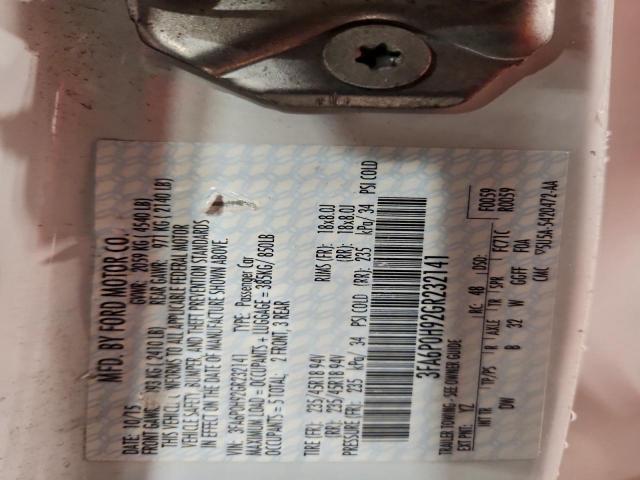 MFD. BY FORD MOTOR CO.
DATE: 10/15 GVWR: 2059 KG ( 4540 LB)
FRONT GAWR: 1093 KG ( 2410 LB) REAR GAWR: 971 KG ( 2140 LB)
THIS VEHICLE CONFORMS TO ALL APPLICABLE FEDERAL MOTOR
VEHICLE SAFETY, BUMPER, AND THEFT PREVENTION STANDARDS
IN EFFECT ON THE DATE OF MANUFACTURE SHOWN ABOVE.
VIN: 3FA6P0H92GR232141 TYPE: Passenger Car
MAXIMUM LOAD = OCCUPANTS + LUGGAGE = 385KG/ 850LB
OCCUPANTS = 5 TOTAL: 2 FRONT, 3 REAR
TIRE (FR): 235/45R18 94V RIMS (FR): 18x8.0J
(RR): 235/45R18 94V (RR): 18x8.0J
PRESSURE (FR): 235 kPa/ 34 PSI COLD (RR): 235 kPa/ 34 PSI COLD
3FA6P0H92GR232141
TRAILER TOWING - SEE OWNER GUIDE F0059
EXT PNT: YZ RC: 48 DSO: FC71C R0059
INT TR TP/PS R AXLE TR SPR
DW B 32 W G6FF FDA
CMC ▽5U5A-5420472-AA